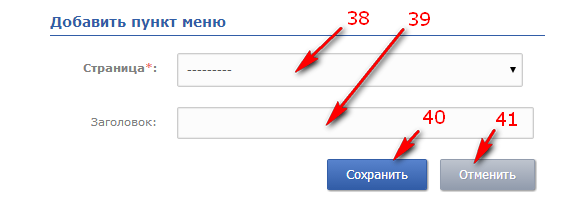 Добавить пункт меню
38
39
Страница*:
---------
Заголовок:
40
41
Сохранить
Отменить